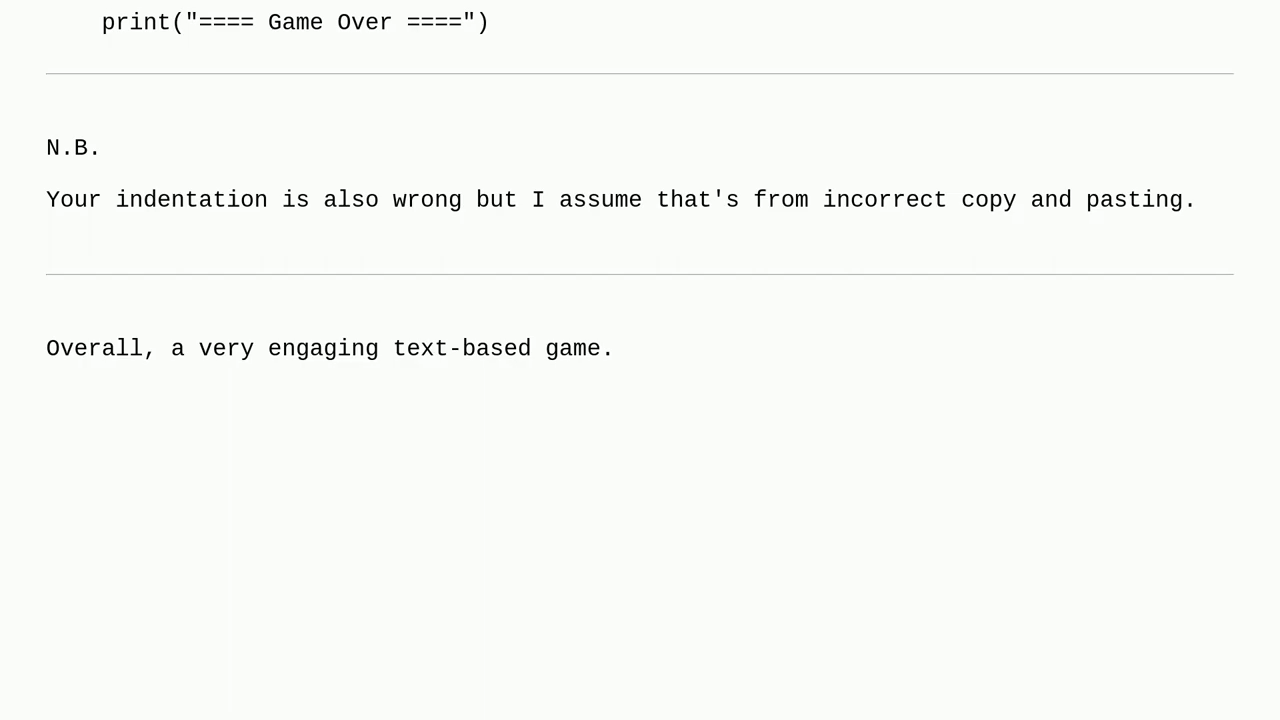 print("==== Game Over ====")
N.B.
Your indentation is also wrong but I assume that's from incorrect copy and pasting.
Overall, a very engaging text-based game.